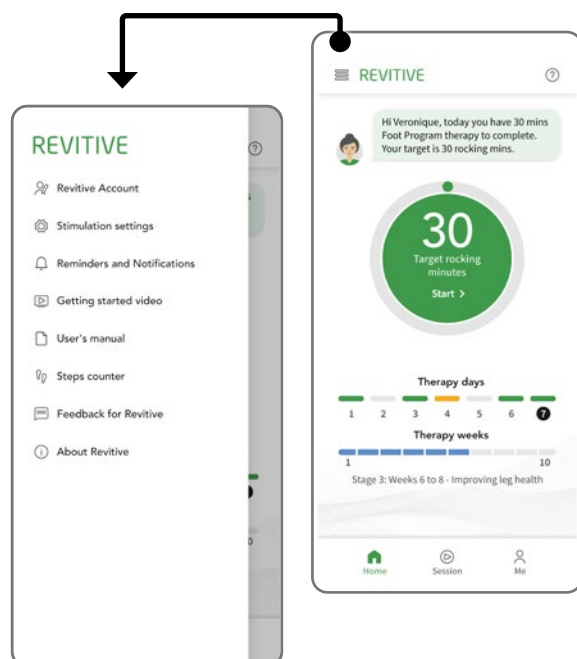 REVITIVE
Revitive Account
Stimulation settings
Reminders and Notifications
Getting started video
User's manual
Steps counter
Feedback for Revitive
About Revitive
REVITIVE
Hi Veronique, today you have 30 mins
Foot Program therapy to complete.
Your target is 30 rocking mins.
30
Target rocking
minutes
Start >
Therapy days
1 2 3 4 5 6 7
Therapy weeks
1 10
Stage 3: Weeks 6 to 8 - Improving leg health
Home Session Me